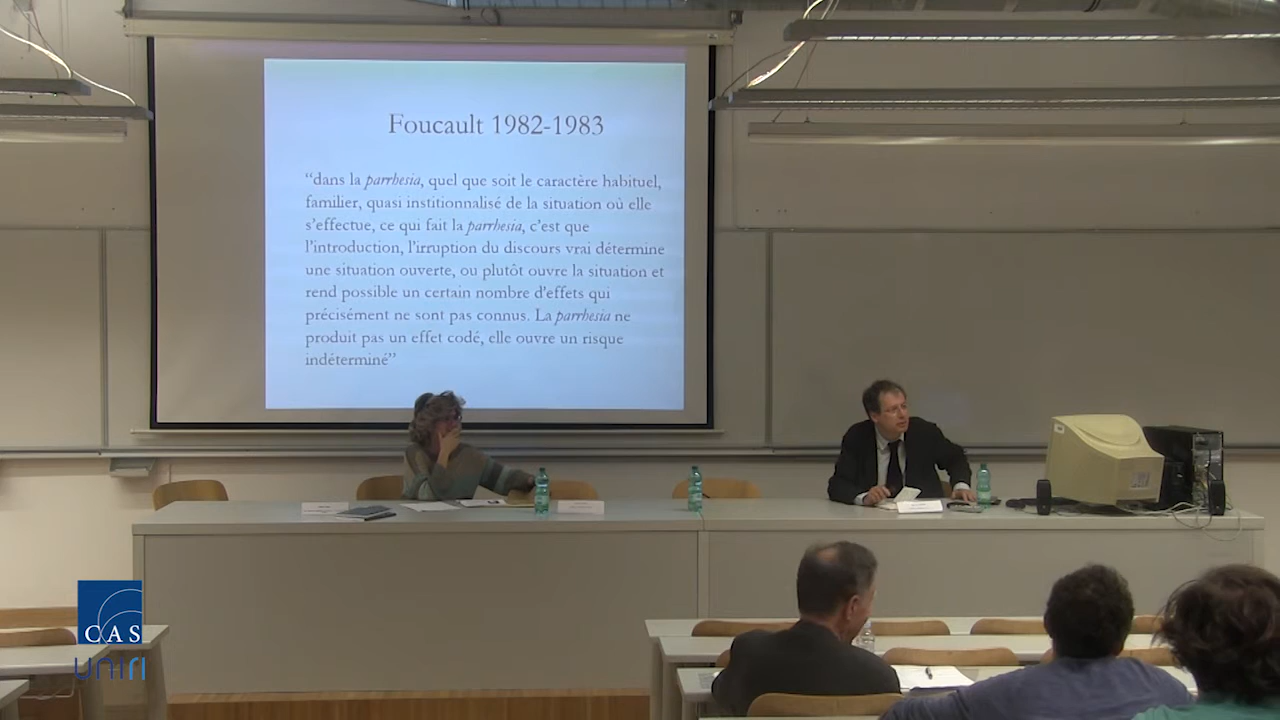 Foucault 1982-1983
“dans la parrhesia, quel que soit le caractère habituel,
familier, quasi institionnalisé de la situation où elle
s’effectue, ce qui fait la parrhesia, c’est que
l’introduction, l’irruption du discours vrai détermine
une situation ouverte, ou plutôt ouvre la situation et
rend possible un certain nombre d’effets qui
précisément ne sont pas connus. La parrhesia ne
produit pas un effet codé, elle ouvre un risque
indéterminé”
CAS
uniri